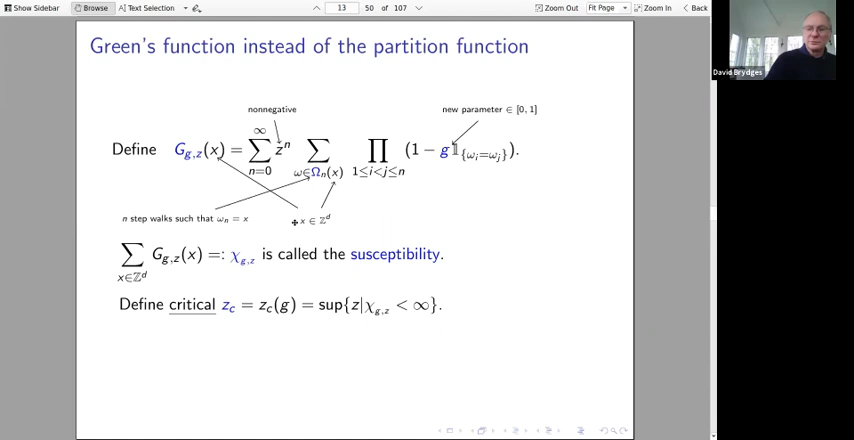 Show Sidebar Browse Text Selection 13 50 of 107 Zoom Out Fit Page Zoom In Back
David Brydges
Green's function instead of the partition function
nonnegative new parameter ∈ [0, 1]
Define G_{g,z}(x) = ∑_{n=0}^{∞} z^n ∑_{ω∈Ω_n(x)} ∏_{1≤i<j≤n} (1 − g𝟙_{{ω_i=ω_j}}).
n step walks such that ω_n = x x ∈ ℤ^d
∑_{x∈ℤ^d} G_{g,z}(x) =: χ_{g,z} is called the susceptibility.
Define critical z_c = z_c(g) = sup{z|χ_{g,z} < ∞}.